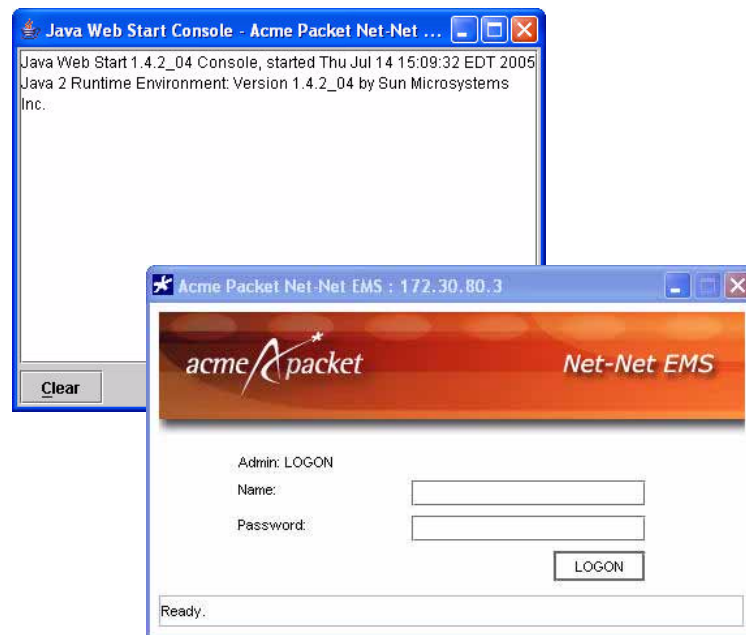 Java Web Start Console - Acme Packet Net-Net ...
Java Web Start 1.4.2_04 Console, started Thu Jul 14 15:09:32 EDT 2005
Java 2 Runtime Environment: Version 1.4.2_04 by Sun Microsystems
Inc.
Clear
Acme Packet Net-Net EMS : 172.30.80.3
acme packet
Net-Net EMS
Admin: LOGON
Name:
Password:
LOGON
Ready.